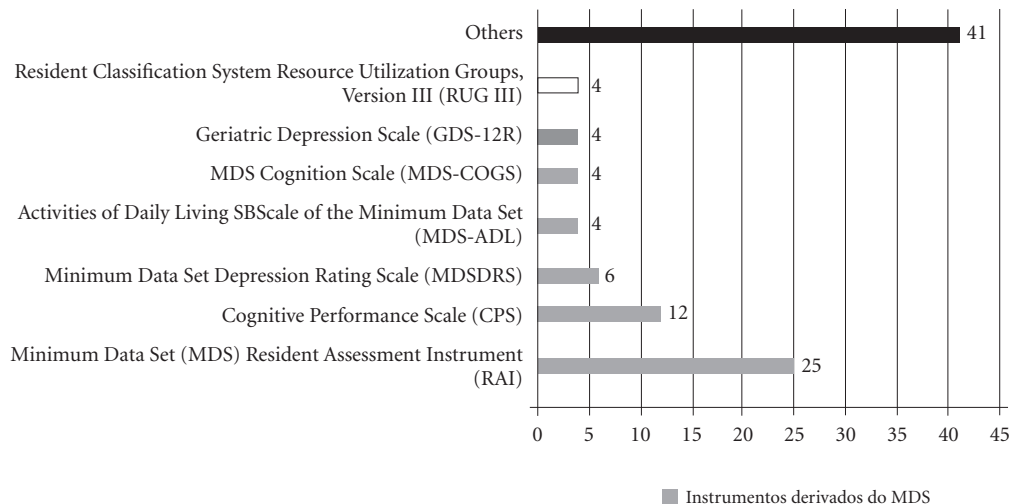 Others
41
Resident Classification System Resource Utilization Groups,
Version III (RUG III)
4
Geriatric Depression Scale (GDS-12R)
4
MDS Cognition Scale (MDS-COGS)
4
Activities of Daily Living SBScale of the Minimum Data Set
(MDS-ADL)
4
Minimum Data Set Depression Rating Scale (MDSDRS)
6
Cognitive Performance Scale (CPS)
12
Minimum Data Set (MDS) Resident Assessment Instrument
(RAI)
25
0 5 10 15 20 25 30 35 40 45
Instrumentos derivados do MDS